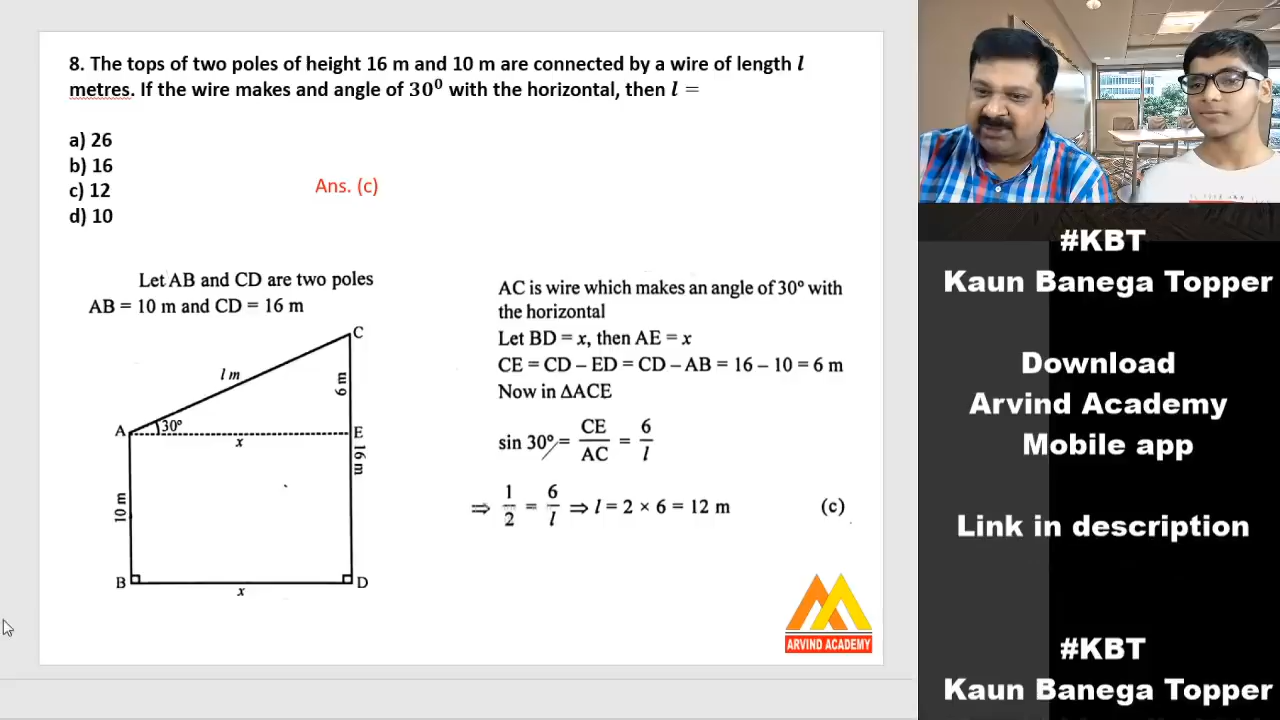 8. The tops of two poles of height 16 m and 10 m are connected by a wire of length l
metres. If the wire makes and angle of 30⁰ with the horizontal, then l =
a) 26
b) 16
c) 12
d) 10
Ans. (c)
Let AB and CD are two poles
AB = 10 m and CD = 16 m
C
l m
6 m
A
30°
x
E
16 m
10 m
B
D
x
AC is wire which makes an angle of 30° with
the horizontal
Let BD = x, then AE = x
CE = CD – ED = CD – AB = 16 – 10 = 6 m
Now in ΔACE
sin 30° = CE/AC = 6/l
⇒ 1/2 = 6/l ⇒ l = 2 × 6 = 12 m (c)
ARVIND ACADEMY
#KBT
Kaun Banega Topper
Download
Arvind Academy
Mobile app
Link in description
#KBT
Kaun Banega Topper